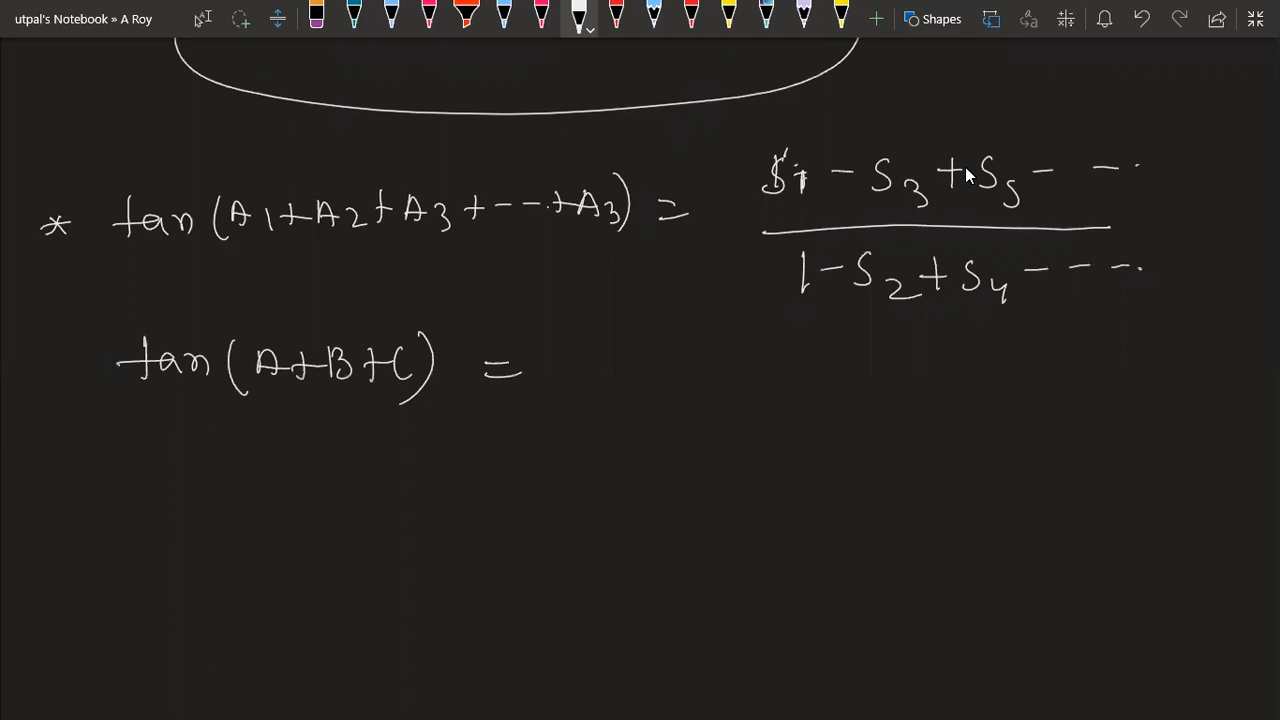 utpal's Notebook » A Roy
Shapes
* tan(A1+A2+A3+--..+A3) = S1 - S3 + S5 - - ..
1 - S2 + S4 - - - ..
tan(A+B+C) =